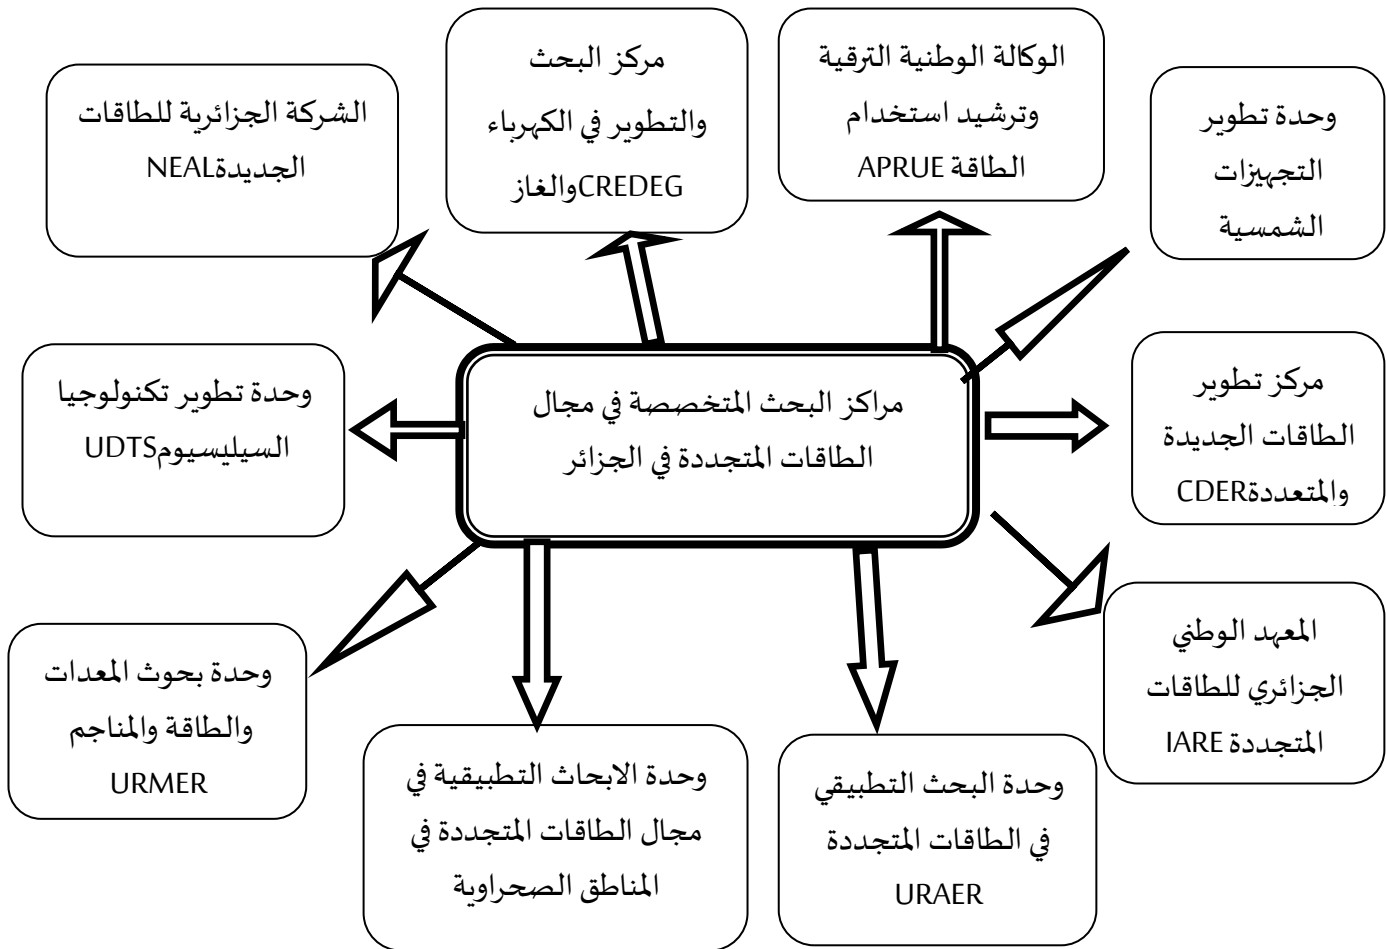 الوكالة الوطنية الترقية
وترشيد استخدام
الطاقة APRUE
مركز البحث
والتطوير في الكهرباء
والغازCREDEG
الشركة الجزائرية للطاقات
الجديدةNEAL
وحدة تطوير
التجهيزات
الشمسية
مركز تطوير
الطاقات الجديدة
والمتعددةCDER
مراكز البحث المتخصصة في مجال
الطاقات المتجددة في الجزائر
وحدة تطوير تكنولوجيا
السيليسيومUDTS
المعهد الوطني
الجزائري للطاقات
المتجددة IARE
وحدة بحوث المعدات
والطاقة والمناجم
URMER
وحدة البحث التطبيقي
في الطاقات المتجددة
URAER
وحدة الابحاث التطبيقية في
مجال الطاقات المتجددة في
المناطق الصحراوية